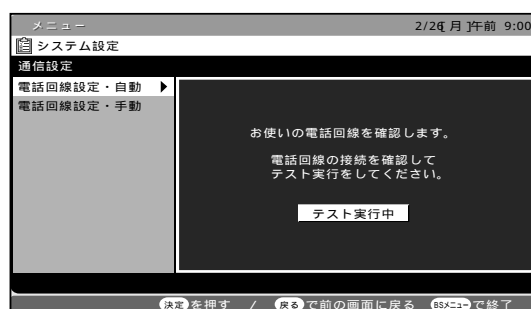 メニュー 2/26[月]午前 9:00
システム設定
通信設定
電話回線設定・自動
電話回線設定・手動
お使いの電話回線を確認します。
電話回線の接続を確認して
テスト実行をしてください。
テスト実行中
決定を押す / 戻るで前の画面に戻る BSメニューで終了